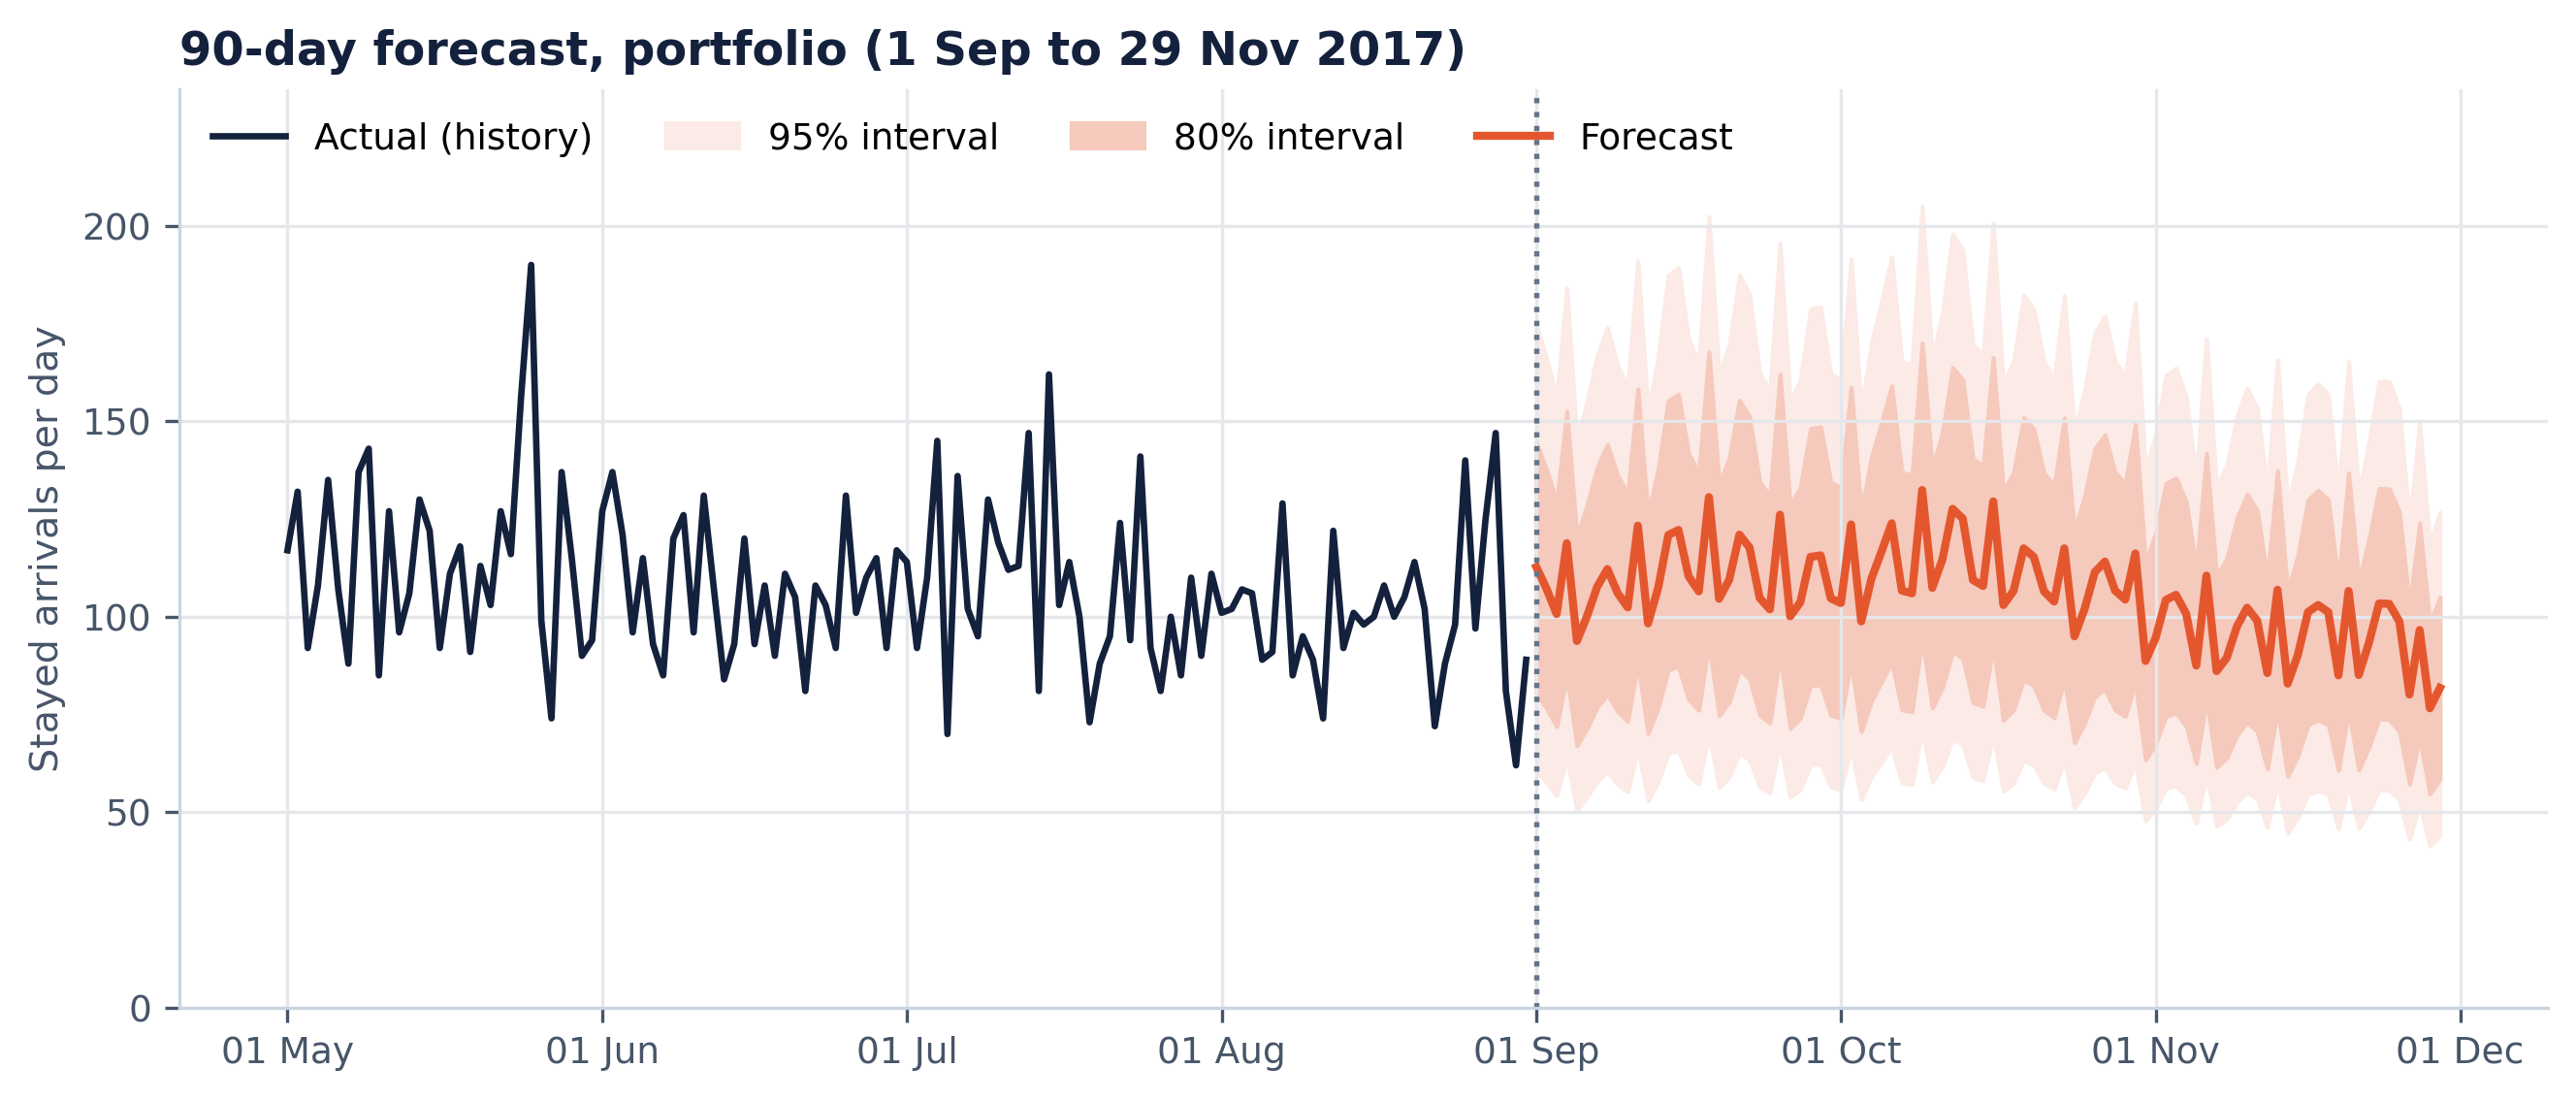 90-day forecast, portfolio (1 Sep to 29 Nov 2017)
Actual (history) 95% interval 80% interval Forecast
Stayed arrivals per day
200
150
100
50
0
01 May 01 Jun 01 Jul 01 Aug 01 Sep 01 Oct 01 Nov 01 Dec